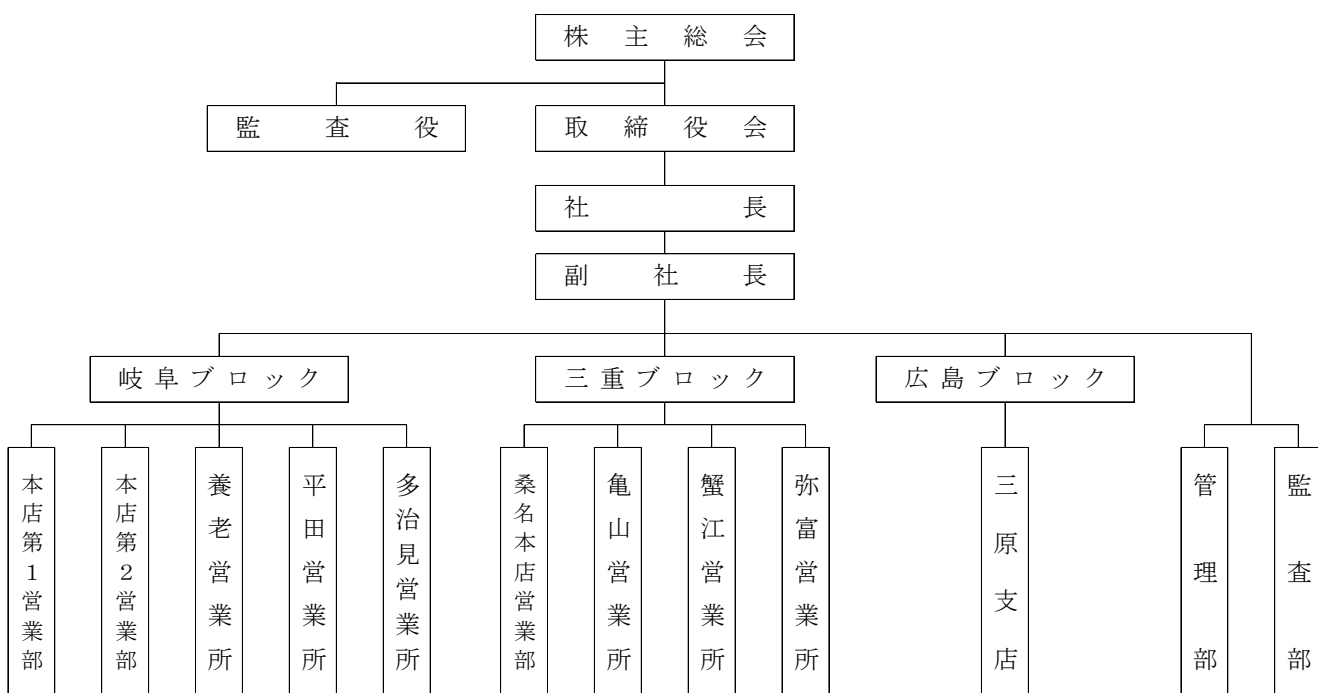 株主総会
監査役
取締役会
社長
副社長
岐阜ブロック
三重ブロック
広島ブロック
本店第1営業部
本店第2営業部
養老営業所
平田営業所
多治見営業所
桑名本店営業部
亀山営業所
蟹江営業所
弥富営業所
三原支店
管理部
監査部